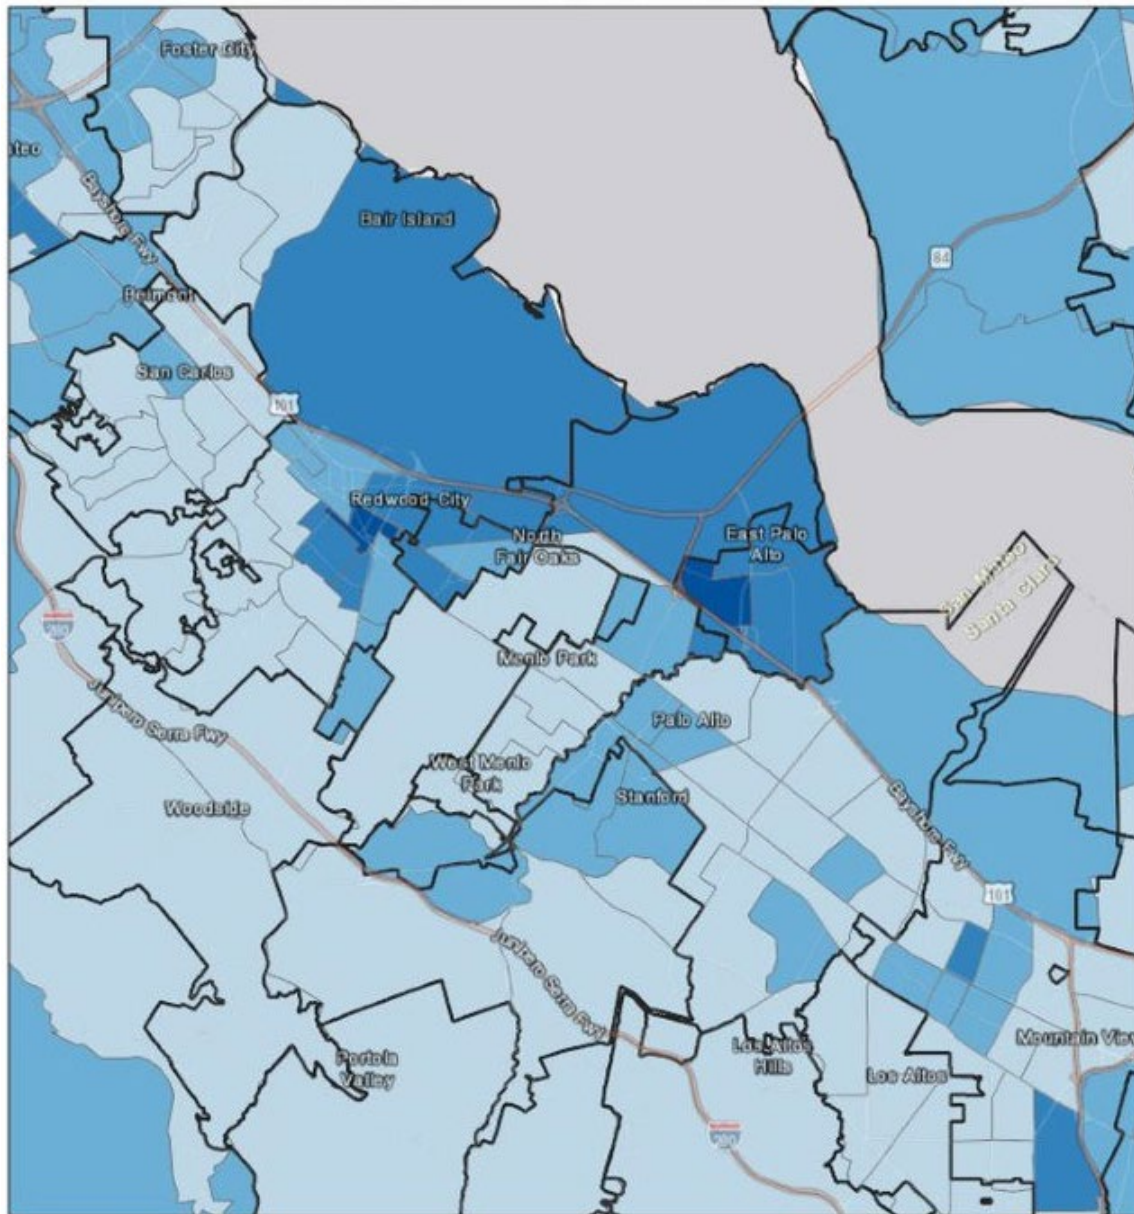 Foster City
ateo
Bair Island
Bayshore Fwy
84
Belmont
San Carlos
101
Redwood City
North
Fair Oaks
East Palo
Alto
San Mateo
Santa Clara
280
Menlo Park
Junipero Serra Fwy
Palo Alto
West Menlo
Park
Stanford
Woodside
Bayshore Fwy
101
Junipero Serra Fwy
Portola
Valley
Los Altos
Hills
Los Altos
Mountain View
280